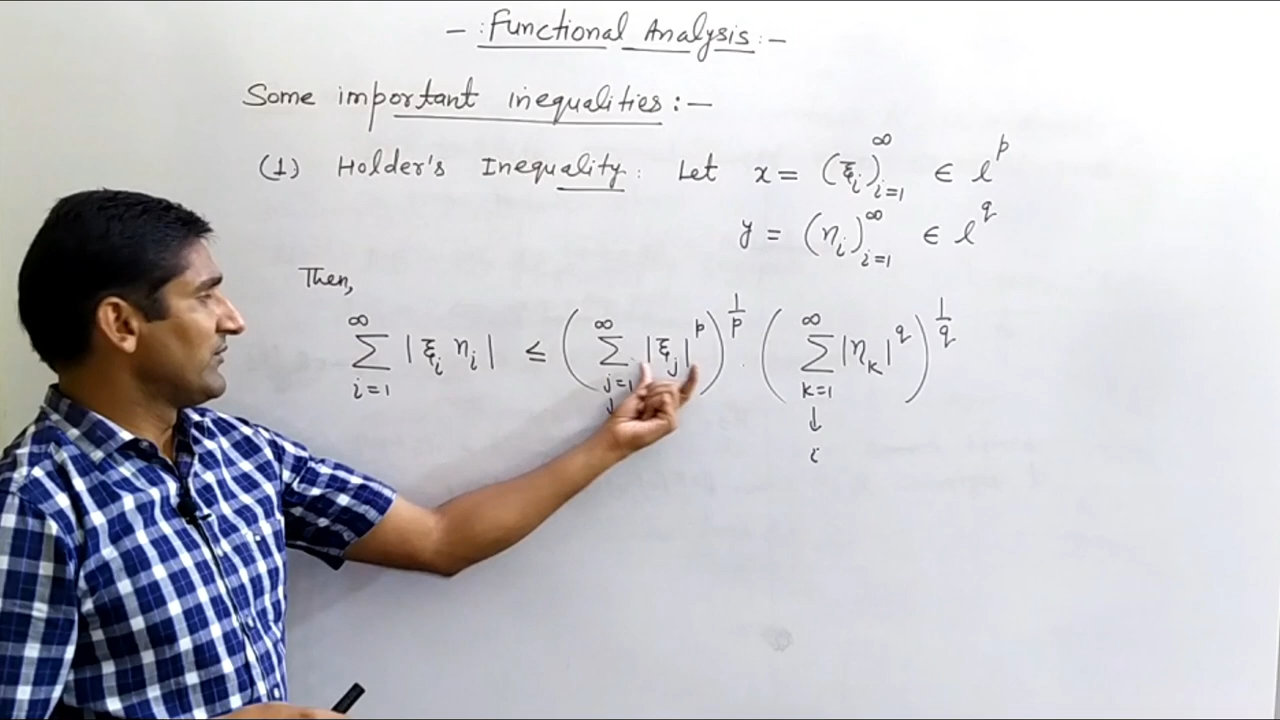 - : Functional Analysis : -
Some important inequalities : -
(1) Holder's Inequality : Let x = (ξ_i)_{i=1}^∞ ∈ l^p
y = (η_i)_{i=1}^∞ ∈ l^q
Then,
∑_{i=1}^∞ |ξ_i η_i| ≤ (∑_{j=1}^∞ |ξ_j|^p)^{1/p} · (∑_{k=1}^∞ |η_k|^q)^{1/q}
↓ ↓
i